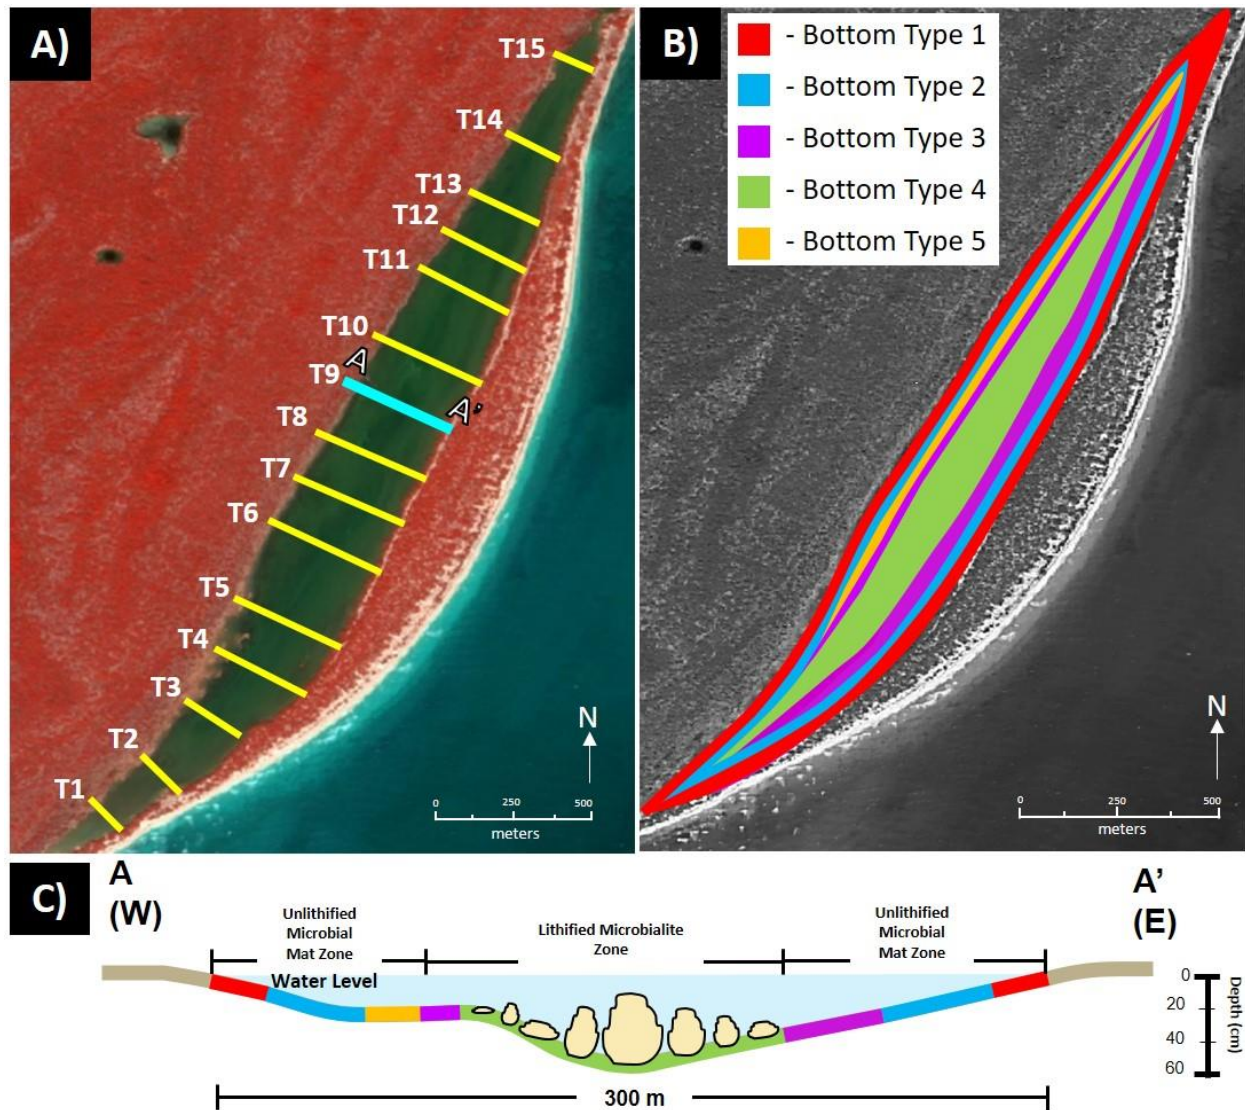 A)
T15
T14
T13
T12
T11
T10
A
T9
A'
T8
T7
T6
T5
T4
T3
T2
T1
N
0 250 500
meters
B)
- Bottom Type 1
- Bottom Type 2
- Bottom Type 3
- Bottom Type 4
- Bottom Type 5
N
0 250 500
meters
C)
A
(W)
A'
(E)
Unlithified
Microbial
Mat Zone
Lithified Microbialite
Zone
Unlithified
Microbial
Mat Zone
Water Level
0
20
40
60
Depth (cm)
300 m